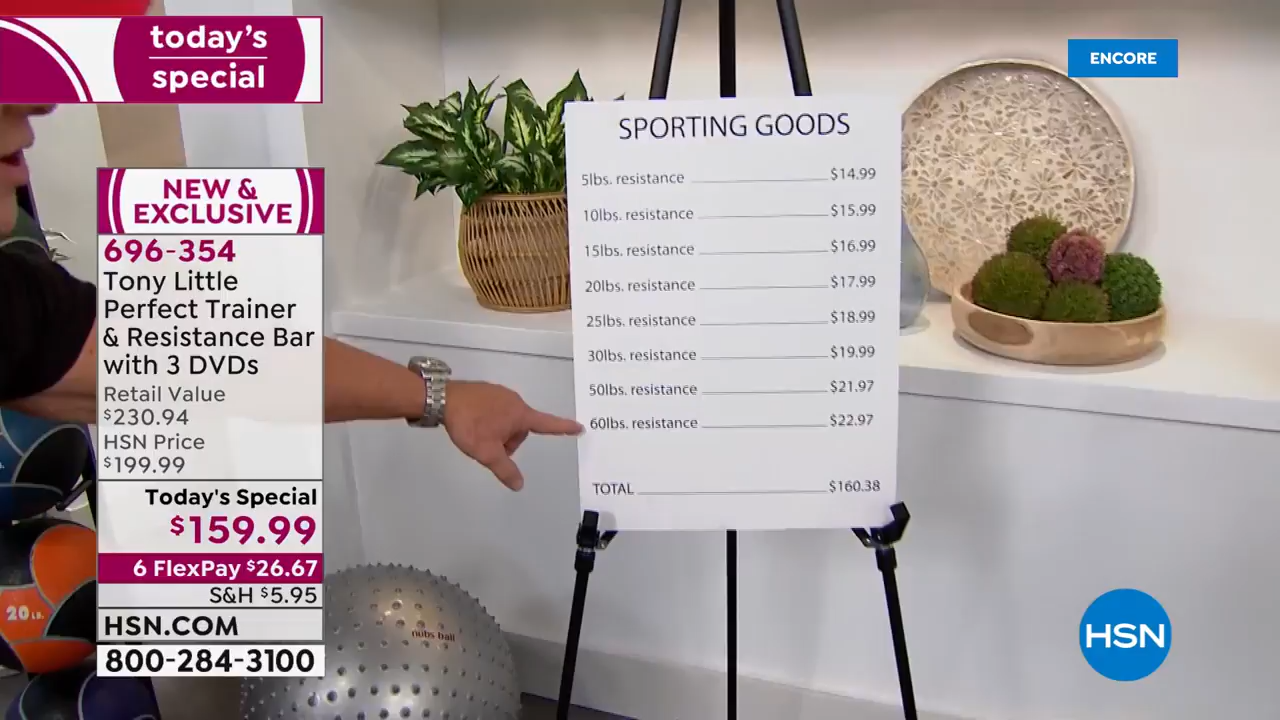 today's
special
NEW &
EXCLUSIVE
696-354
Tony Little
Perfect Trainer
& Resistance Bar
with 3 DVDs
Retail Value
$230.94
HSN Price
$199.99
Today's Special
$159.99
6 FlexPay $26.67
S&H $5.95
HSN.COM
800-284-3100
ENCORE
SPORTING GOODS
5lbs. resistance $14.99
10lbs. resistance $15.99
15lbs. resistance $16.99
20lbs. resistance $17.99
25lbs. resistance $18.99
30lbs. resistance $19.99
50lbs. resistance $21.97
60lbs. resistance $22.97
TOTAL $160.38
20 LB.
nubs ball
HSN